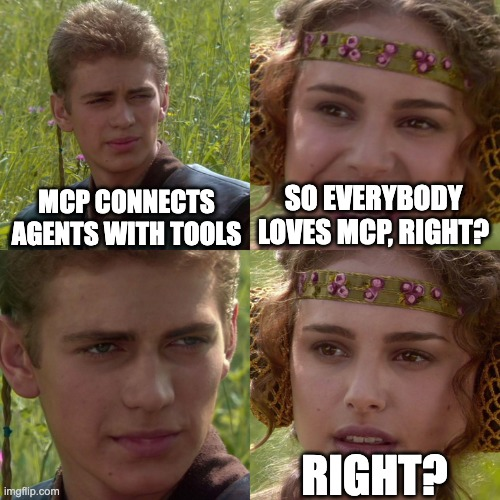 MCP CONNECTS
AGENTS WITH TOOLS
SO EVERYBODY
LOVES MCP, RIGHT?
RIGHT?
imgflip.com